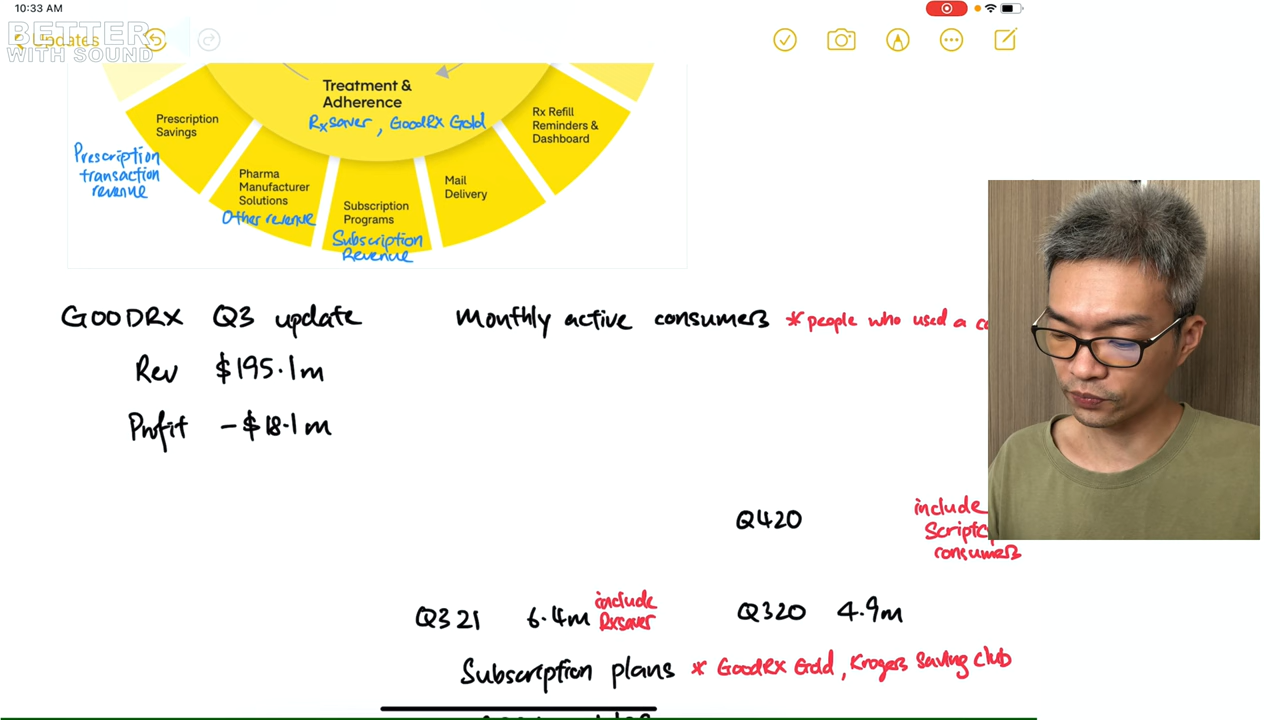 10:33 AM
BETTER
WITH SOUND
Updates
Treatment &
Adherence
Rxsaver, GoodRX Gold
Prescription
Savings
Prescription
transaction
revenue
Pharma
Manufacturer
Solutions
Other revenue
Subscription
Programs
Subscription
Revenue
Mail
Delivery
Rx Refill
Reminders &
Dashboard
GOODRX Q3 update
Rev $195.1m
Profit -$18.1m
Monthly active consumers * people who used a
Q420
include
consumers
Q321 6.4m include
Rxsaver
Q320 4.9m
Subscription plans * GoodRX Gold, Krogers Saving Club